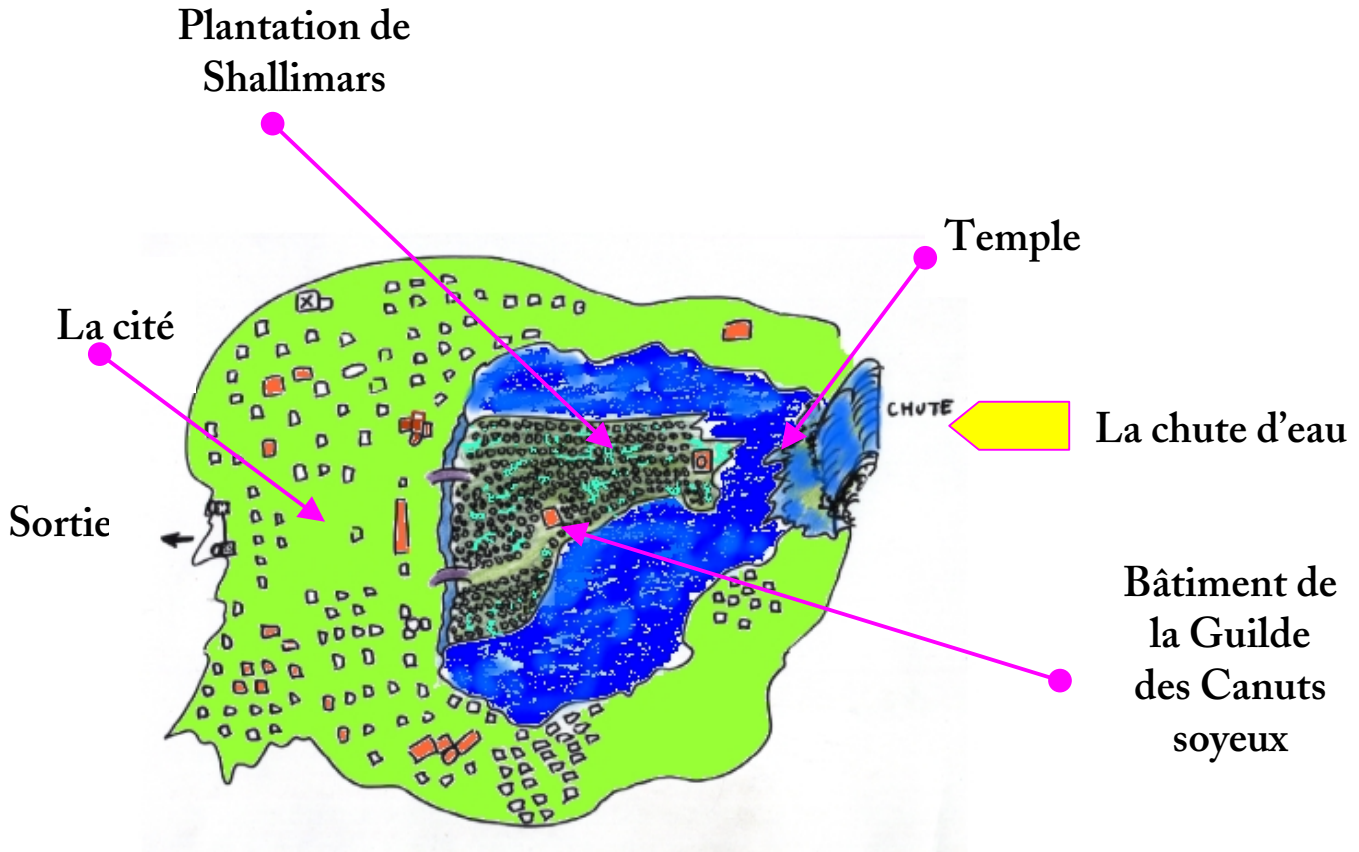 Plantation de
Shallimars
Temple
La cité
CHUTE
La chute d'eau
Sortie
Bâtiment de
la Guilde
des Canuts
soyeux